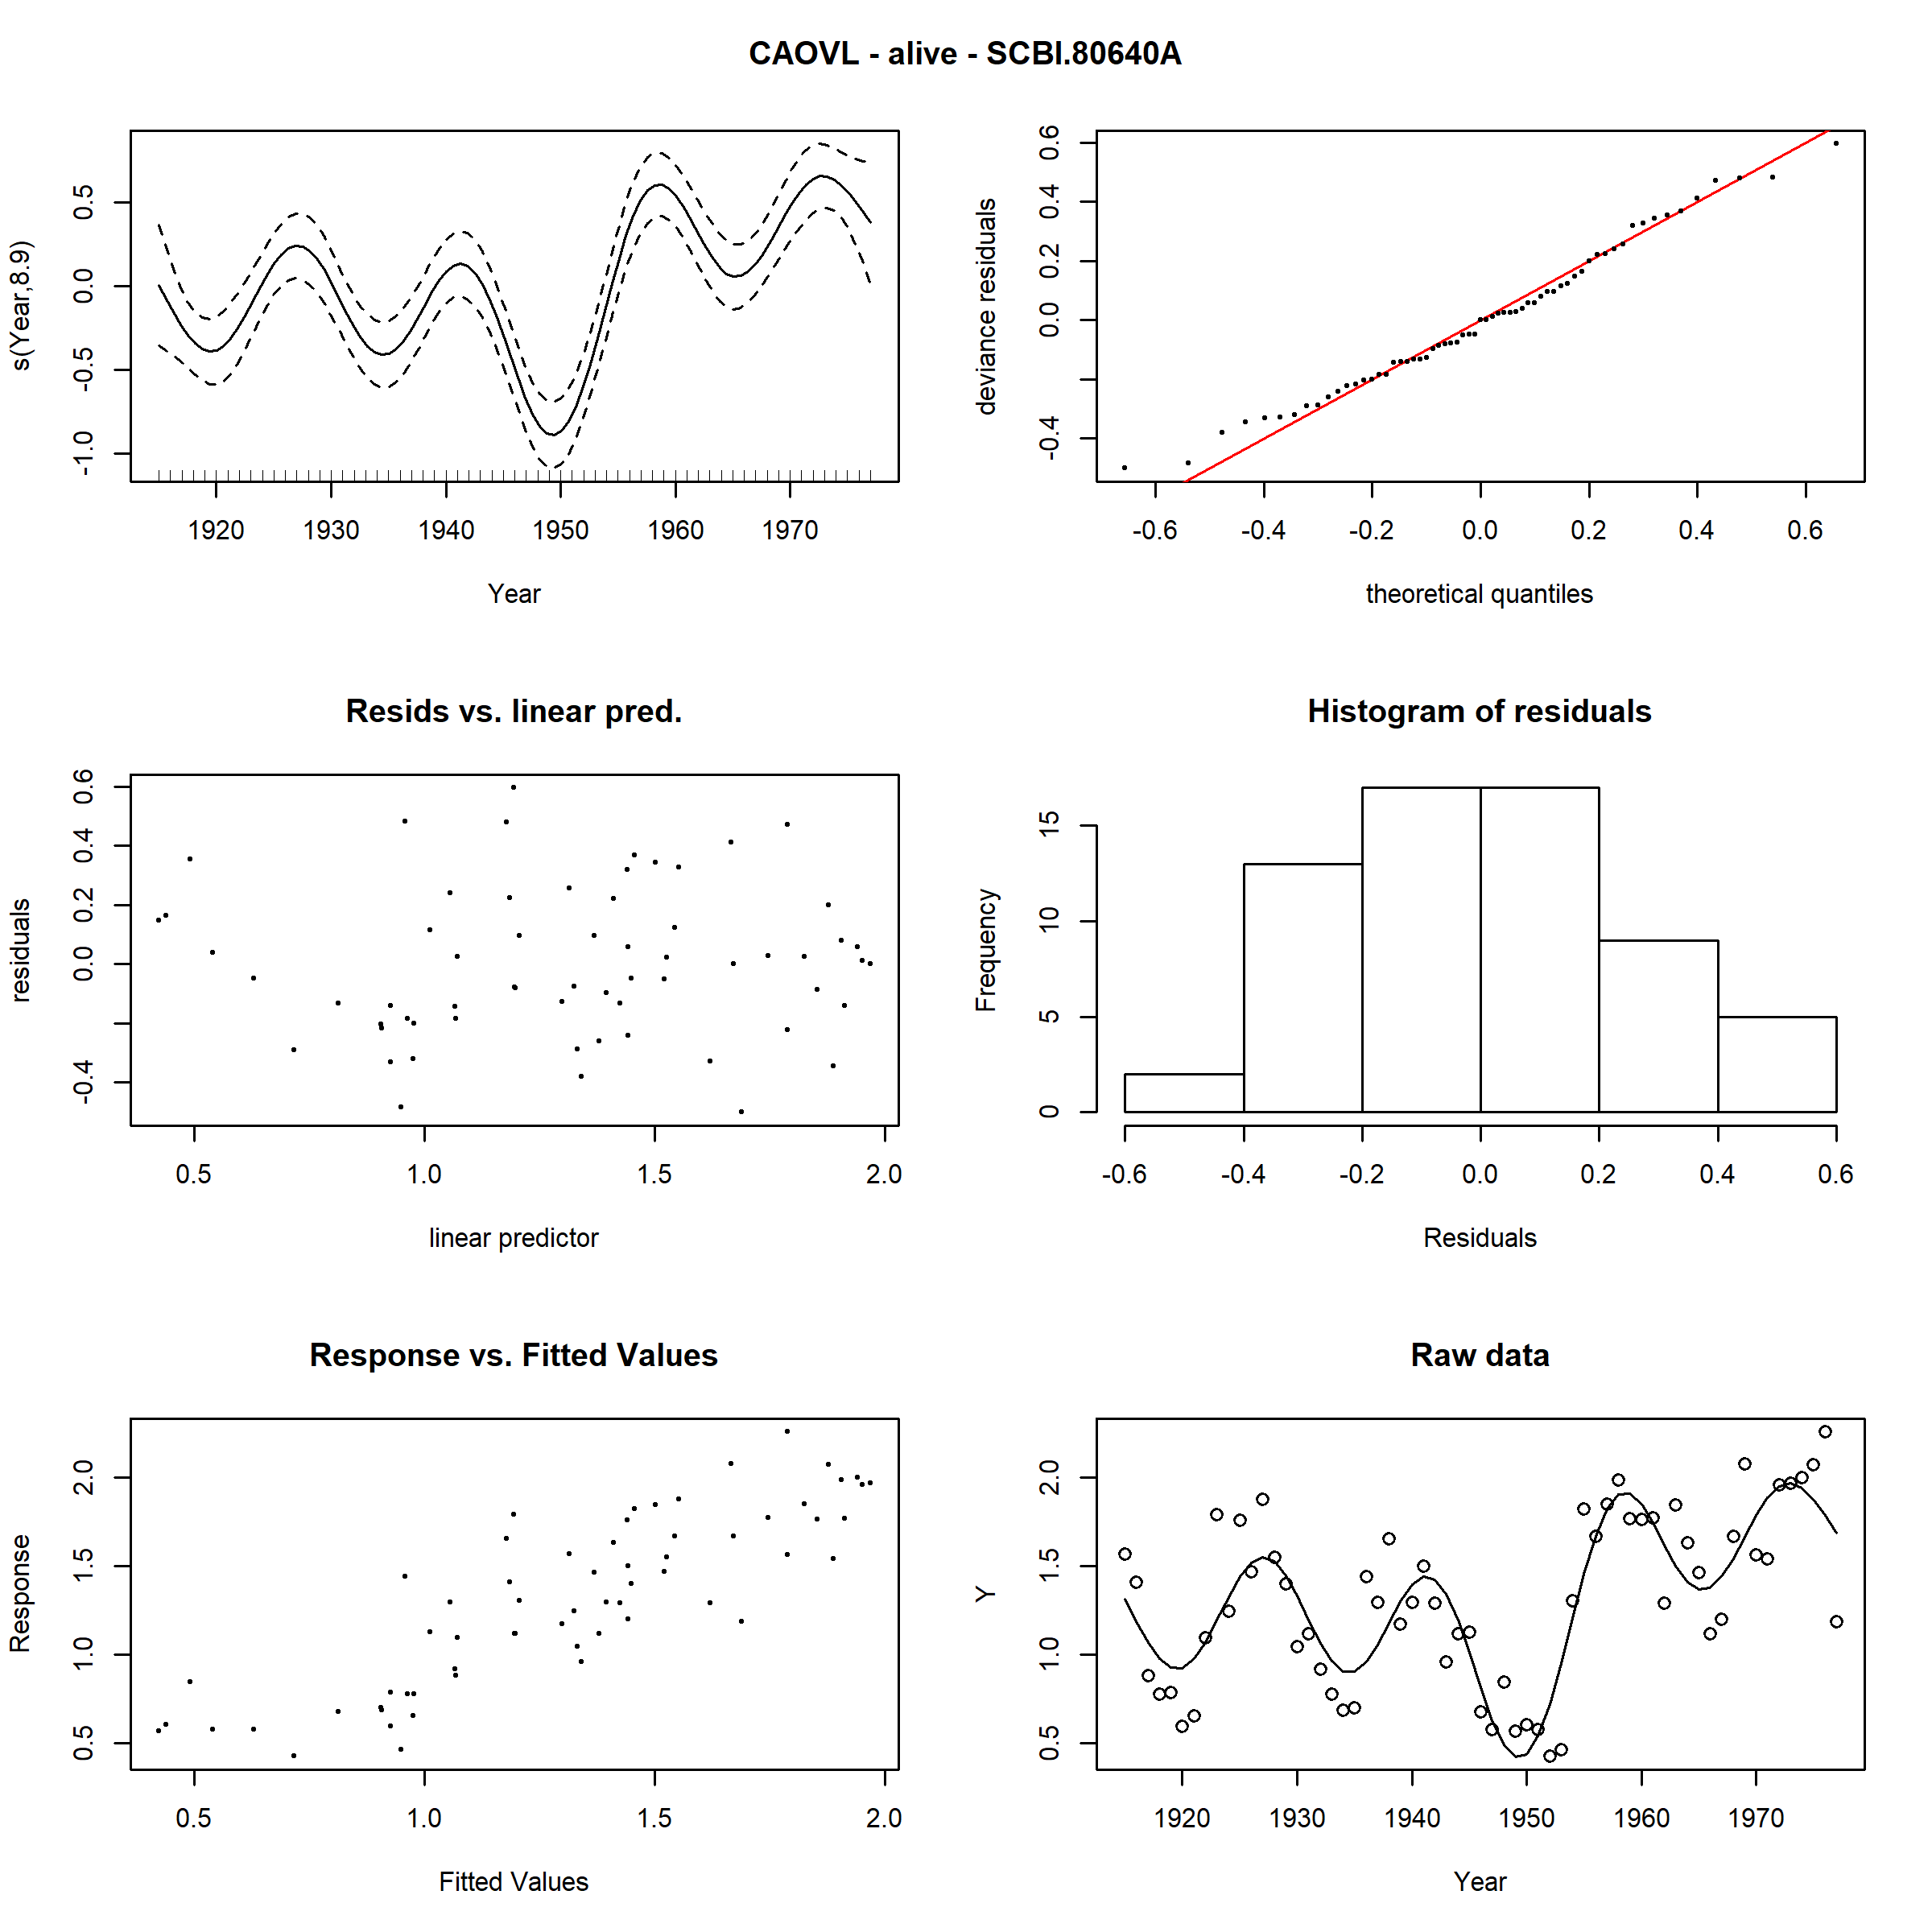 CAOVL - alive - SCBI.80640A
s(Year,8.9)
-1.0 -0.5 0.0 0.5
1920 1930 1940 1950 1960 1970
Year
deviance residuals
-0.4 0.0 0.2 0.4 0.6
-0.6 -0.4 -0.2 0.0 0.2 0.4 0.6
theoretical quantiles
Resids vs. linear pred.
residuals
-0.4 0.0 0.2 0.4 0.6
0.5 1.0 1.5 2.0
linear predictor
Histogram of residuals
Frequency
0 5 10 15
-0.6 -0.4 -0.2 0.0 0.2 0.4 0.6
Residuals
Response vs. Fitted Values
Response
0.5 1.0 1.5 2.0
0.5 1.0 1.5 2.0
Fitted Values
Raw data
Y
0.5 1.0 1.5 2.0
1920 1930 1940 1950 1960 1970
Year